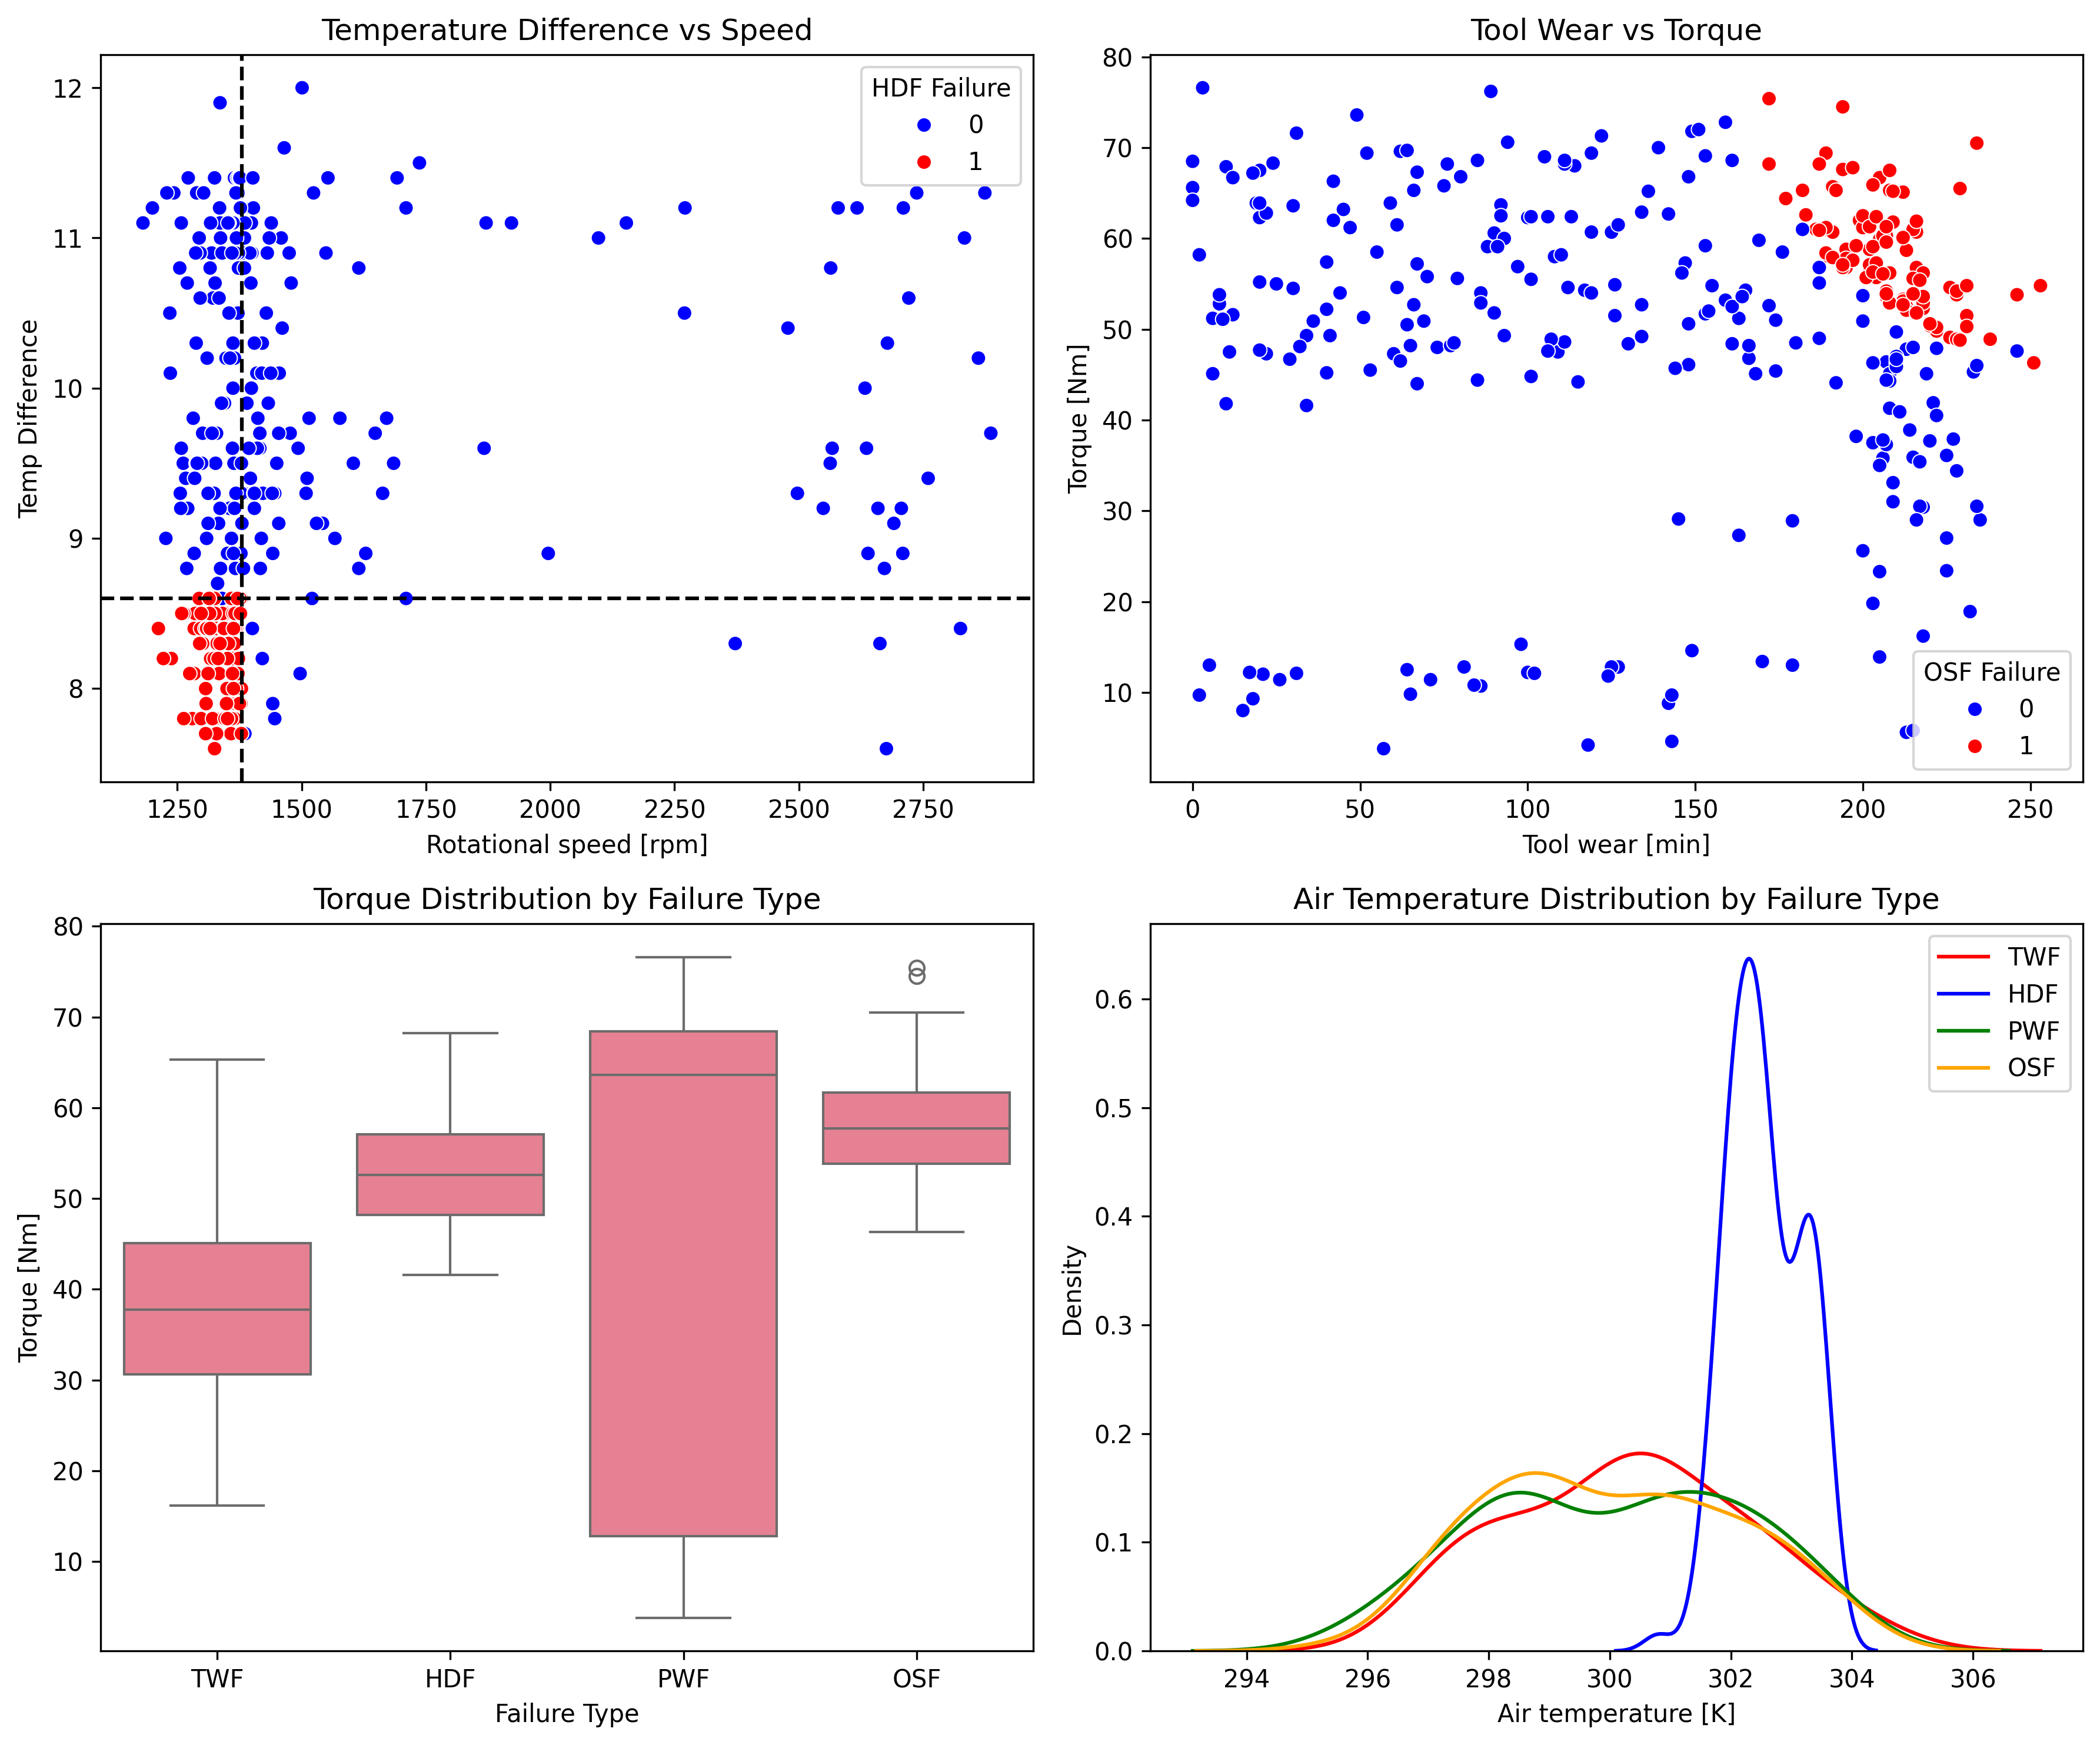 Temperature Difference vs Speed
Temp Difference
12
11
10
9
8
HDF Failure
0
1
1250 1500 1750 2000 2250 2500 2750
Rotational speed [rpm]
Tool Wear vs Torque
Torque [Nm]
80
70
60
50
40
30
20
10
OSF Failure
0
1
0 50 100 150 200 250
Tool wear [min]
Torque Distribution by Failure Type
Torque [Nm]
80
70
60
50
40
30
20
10
TWF HDF PWF OSF
Failure Type
Air Temperature Distribution by Failure Type
Density
0.6
0.5
0.4
0.3
0.2
0.1
0.0
TWF
HDF
PWF
OSF
294 296 298 300 302 304 306
Air temperature [K]